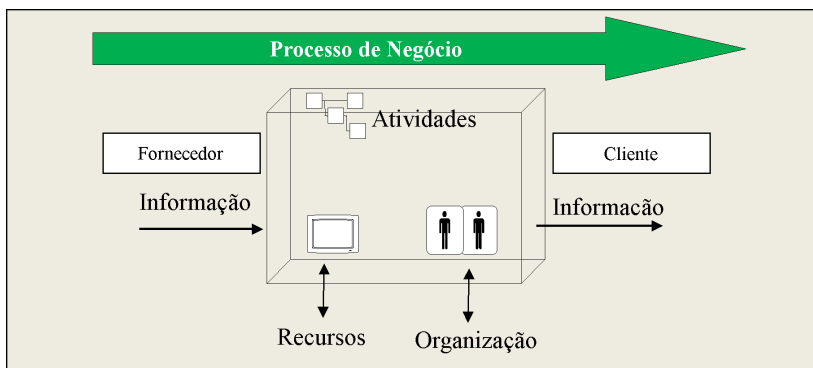 Processo de Negócio
Atividades
Fornecedor
Cliente
Informação
Informacão
Recursos
Organização